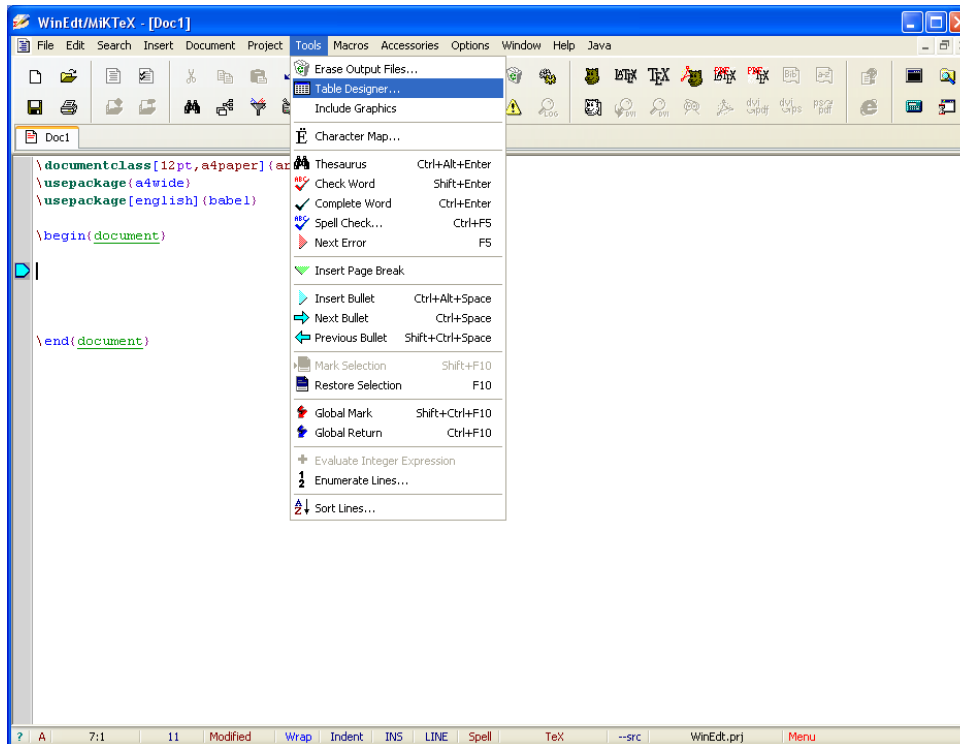 WinEdt/MiKTeX - [Doc1]
File Edit Search Insert Document Project Tools Macros Accessories Options Window Help Java
Doc1
\documentclass[12pt,a4paper]{ar
\usepackage{a4wide}
\usepackage[english]{babel}
\begin{document}
\end{document}
Erase Output Files...
Table Designer...
Include Graphics
Character Map...
Thesaurus Ctrl+Alt+Enter
Check Word Shift+Enter
Complete Word Ctrl+Enter
Spell Check... Ctrl+F5
Next Error F5
Insert Page Break
Insert Bullet Ctrl+Alt+Space
Next Bullet Ctrl+Space
Previous Bullet Shift+Ctrl+Space
Mark Selection Shift+F10
Restore Selection F10
Global Mark Shift+Ctrl+F10
Global Return Ctrl+F10
Evaluate Integer Expression
Enumerate Lines...
Sort Lines...
? A 7:1 11 Modified Wrap Indent INS LINE Spell TeX --src WinEdt.prj Menu